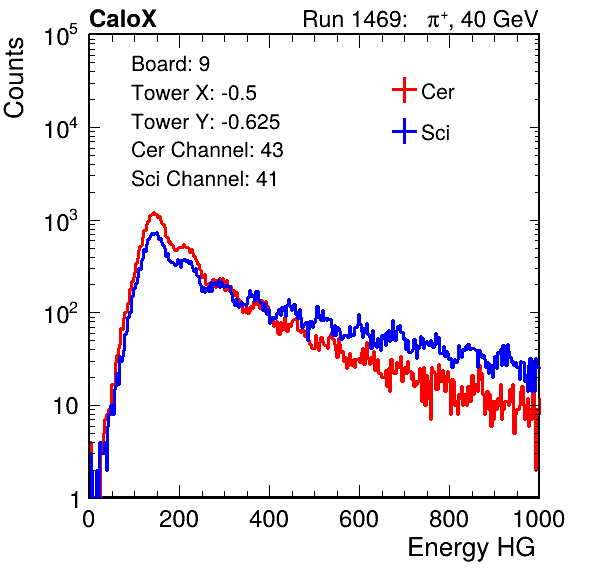 CaloX Run 1469: π⁺, 40 GeV
Counts
10⁵
10⁴
10³
10²
10
1
Board: 9
Tower X: -0.5
Tower Y: -0.625
Cer Channel: 43
Sci Channel: 41
Cer
Sci
0 200 400 600 800 1000
Energy HG